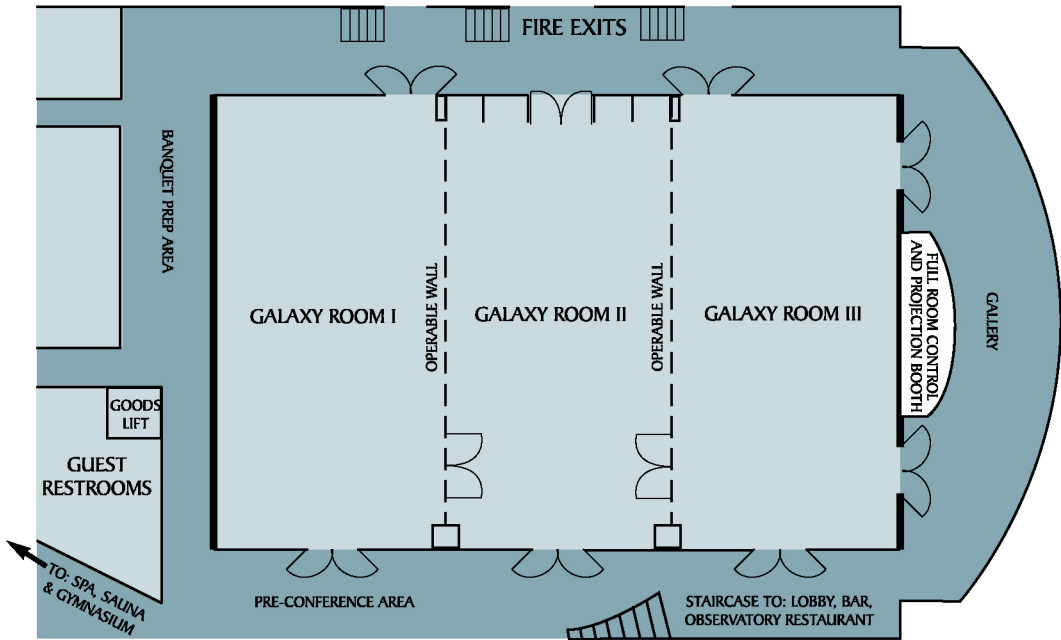 FIRE EXITS
BANQUET PREP AREA
GALAXY ROOM I
OPERABLE WALL
GALAXY ROOM II
OPERABLE WALL
GALAXY ROOM III
FULL ROOM CONTROL
AND PROJECTION BOOTH
GALLERY
GOODS
LIFT
GUEST
RESTROOMS
TO: SPA, SAUNA
& GYMNASIUM
PRE-CONFERENCE AREA
STAIRCASE TO: LOBBY, BAR,
OBSERVATORY RESTAURANT